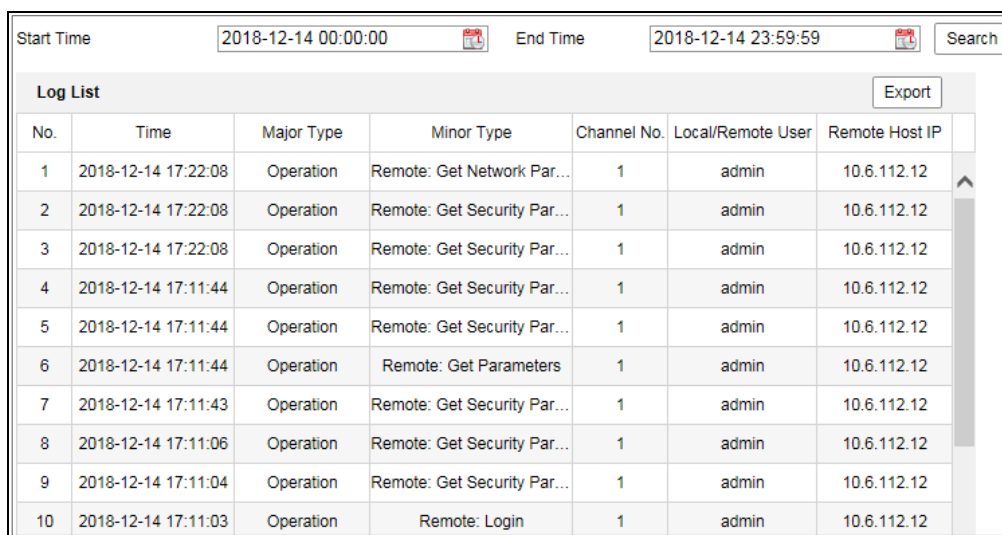 Start Time 2018-12-14 00:00:00 End Time 2018-12-14 23:59:59 Search
Log List Export
No. Time Major Type Minor Type Channel No. Local/Remote User Remote Host IP
1 2018-12-14 17:22:08 Operation Remote: Get Network Par... 1 admin 10.6.112.12
2 2018-12-14 17:22:08 Operation Remote: Get Security Par... 1 admin 10.6.112.12
3 2018-12-14 17:22:08 Operation Remote: Get Security Par... 1 admin 10.6.112.12
4 2018-12-14 17:11:44 Operation Remote: Get Security Par... 1 admin 10.6.112.12
5 2018-12-14 17:11:44 Operation Remote: Get Security Par... 1 admin 10.6.112.12
6 2018-12-14 17:11:44 Operation Remote: Get Parameters 1 admin 10.6.112.12
7 2018-12-14 17:11:43 Operation Remote: Get Security Par... 1 admin 10.6.112.12
8 2018-12-14 17:11:06 Operation Remote: Get Security Par... 1 admin 10.6.112.12
9 2018-12-14 17:11:04 Operation Remote: Get Security Par... 1 admin 10.6.112.12
10 2018-12-14 17:11:03 Operation Remote: Login 1 admin 10.6.112.12